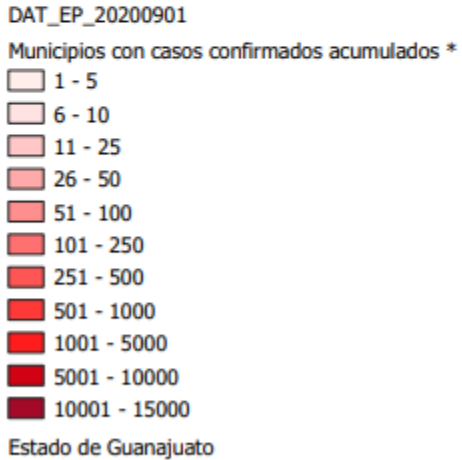 DAT_EP_20200901
Municipios con casos confirmados acumulados *
1 - 5
6 - 10
11 - 25
26 - 50
51 - 100
101 - 250
251 - 500
501 - 1000
1001 - 5000
5001 - 10000
10001 - 15000
Estado de Guanajuato